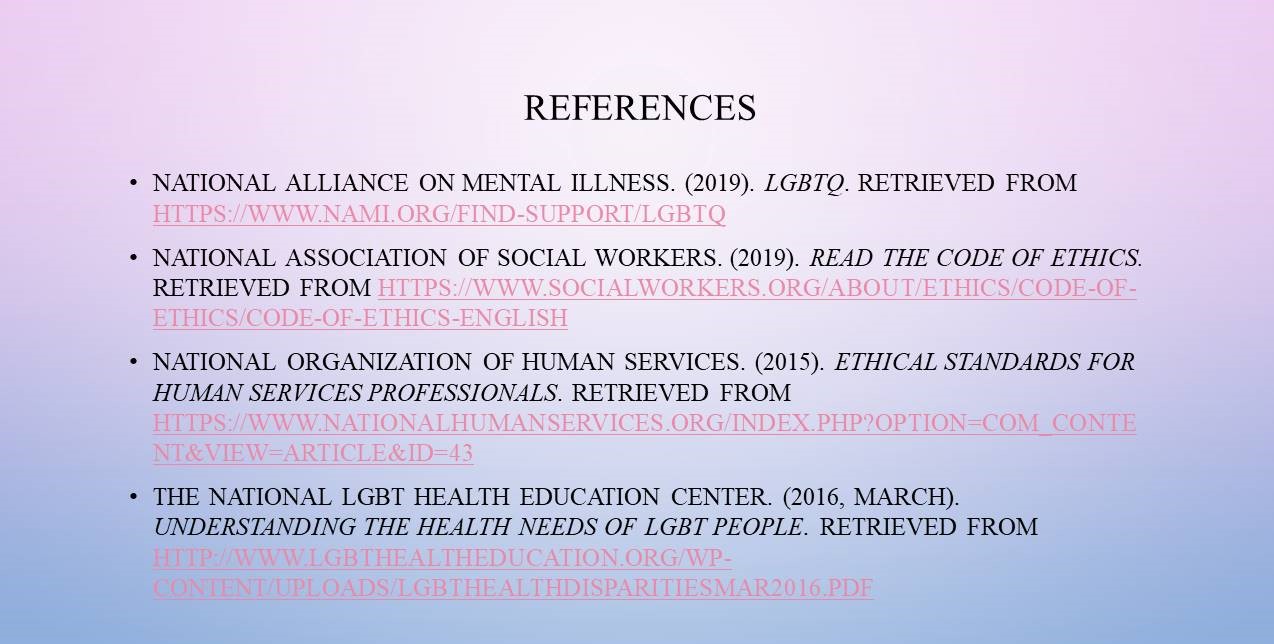 REFERENCES
• NATIONAL ALLIANCE ON MENTAL ILLNESS. (2019). LGBTQ. RETRIEVED FROM
HTTPS://WWW.NAMI.ORG/FIND-SUPPORT/LGBTQ
• NATIONAL ASSOCIATION OF SOCIAL WORKERS. (2019). READ THE CODE OF ETHICS.
RETRIEVED FROM HTTPS://WWW.SOCIALWORKERS.ORG/ABOUT/ETHICS/CODE-OF-
ETHICS/CODE-OF-ETHICS-ENGLISH
• NATIONAL ORGANIZATION OF HUMAN SERVICES. (2015). ETHICAL STANDARDS FOR
HUMAN SERVICES PROFESSIONALS. RETRIEVED FROM
HTTPS://WWW.NATIONALHUMANSERVICES.ORG/INDEX.PHP?OPTION=COM_CONTE
NT&VIEW=ARTICLE&ID=43
• THE NATIONAL LGBT HEALTH EDUCATION CENTER. (2016, MARCH).
UNDERSTANDING THE HEALTH NEEDS OF LGBT PEOPLE. RETRIEVED FROM
HTTP://WWW.LGBTHEALTHEDUCATION.ORG/WP-
CONTENT/UPLOADS/LGBTHEALTHDISPARITIESMAR2016.PDF